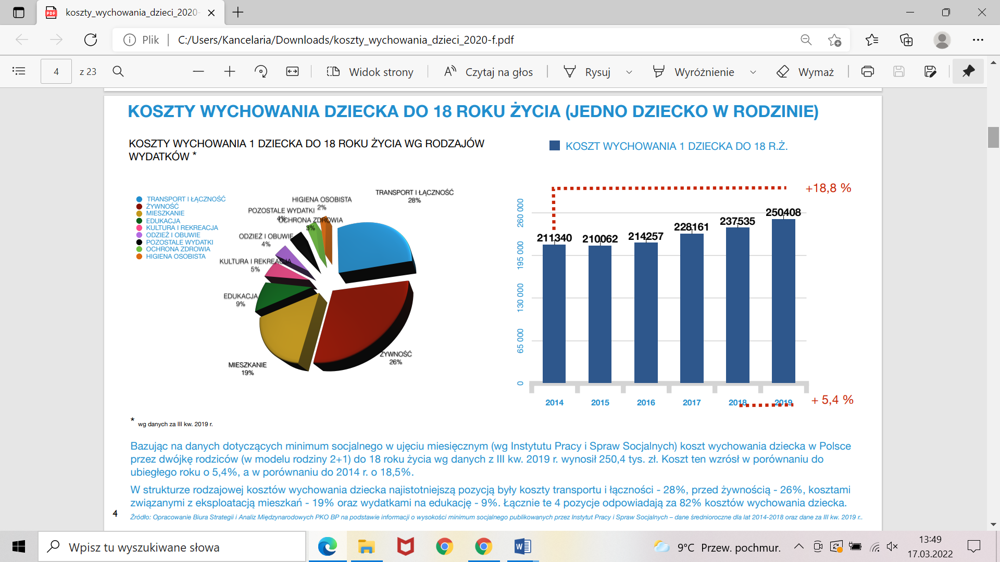 koszty_wychowania_dzieci_2020-
Plik
C:/Users/Kancelaria/Downloads/koszty_wychowania_dzieci_2020-f.pdf
4
z 23
Widok strony
Czytaj na głos
Rysuj
Wyróżnienie
Wymaż
KOSZTY WYCHOWANIA DZIECKA DO 18 ROKU ŻYCIA (JEDNO DZIECKO W RODZINIE)
KOSZTY WYCHOWANIA 1 DZIECKA DO 18 ROKU ŻYCIA WG RODZAJÓW
WYDATKÓW *
TRANSPORT I ŁĄCZNOŚĆ
ŻYWNOŚĆ
MIESZKANIE
EDUKACJA
KULTURA I REKREACJA
ODZIEŻ I OBUWIE
POZOSTALE WYDATKI
OCHRONA ZDROWIA
HIGIENA OSOBISTA
TRANSPORT I ŁĄCZNOŚĆ
28%
HIGIENA OSOBISTA
2%
POZOSTALE WYDATKI
4%
OCHRONA ZDROWIA
3%
ODZIEŻ I OBUWIE
4%
KULTURA I REKREACJA
5%
EDUKACJA
9%
MIESZKANIE
19%
ŻYWNOŚĆ
26%
KOSZT WYCHOWANIA 1 DZIECKA DO 18 R.Ż.
+18,8 %
260 000
195 000
130 000
65 000
0
211340
210062
214257
228161
237535
250408
2014
2015
2016
2017
2018
2019
+ 5,4 %
* wg danych za III kw. 2019 r.
Bazując na danych dotyczących minimum socjalnego w ujęciu miesięcznym (wg Instytutu Pracy i Spraw Socjalnych) koszt wychowania dziecka w Polsce
przez dwójkę rodziców (w modelu rodziny 2+1) do 18 roku życia wg danych z III kw. 2019 r. wynosił 250,4 tys. zł. Koszt ten wzrósł w porównaniu do
ubiegłego roku o 5,4%, a w porównaniu do 2014 r. o 18,5%.
W strukturze rodzajowej kosztów wychowania dziecka najistotniejszą pozycją były koszty transportu i łączności - 28%, przed żywnością - 26%, kosztami
związanymi z eksploatacją mieszkań - 19% oraz wydatkami na edukację - 9%. Łącznie te 4 pozycje odpowiadają za 82% kosztów wychowania dziecka.
4
Źródło: Opracowanie Biura Strategii i Analiz Międzynarodowych PKO BP na podstawie informacji o wysokości minimum socjalnego publikowanych przez Instytut Pracy i Spraw Socjalnych – dane średnioroczne dla lat 2014-2018 oraz dane za III kw. 2019 r..
Wpisz tu wyszukiwane słowa
9°C Przew. pochmur.
13:49
17.03.2022